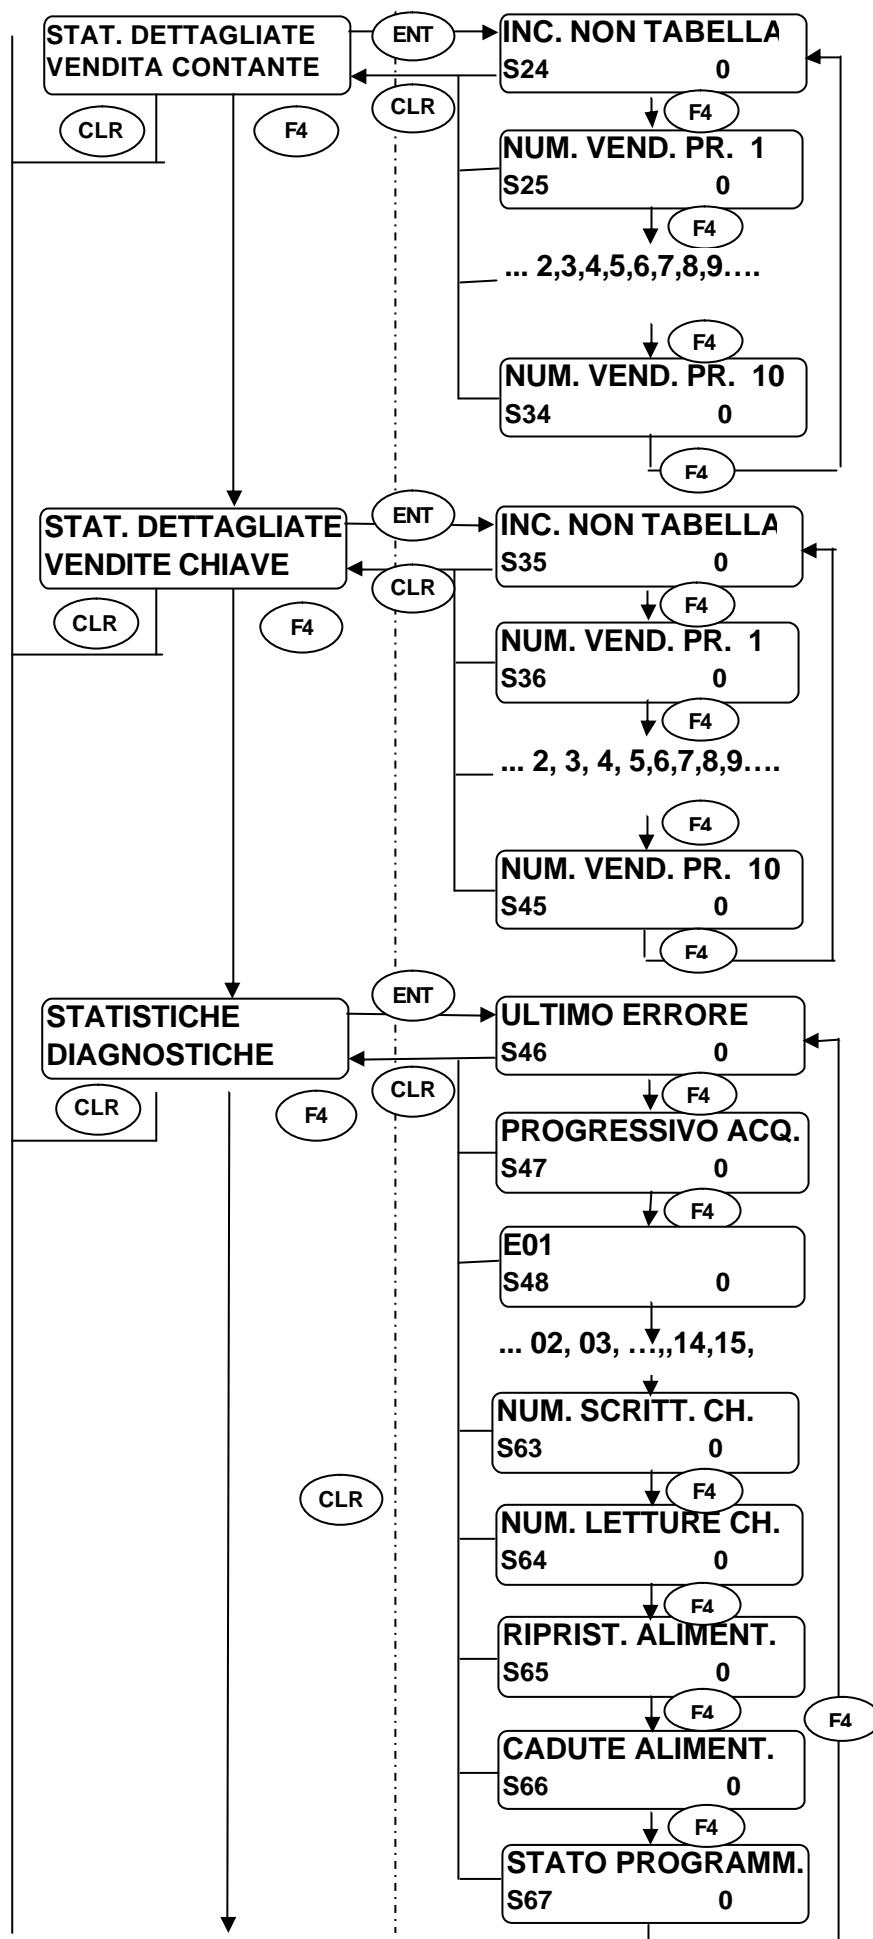 STAT. DETTAGLIATE
VENDITA CONTANTE
ENT
INC. NON TABELLA
S24 0
CLR
F4
CLR
F4
NUM. VEND. PR. 1
S25 0
F4
... 2,3,4,5,6,7,8,9….
F4
NUM. VEND. PR. 10
S34 0
F4
STAT. DETTAGLIATE
VENDITE CHIAVE
ENT
INC. NON TABELLA
S35 0
CLR
F4
CLR
F4
NUM. VEND. PR. 1
S36 0
F4
... 2, 3, 4, 5,6,7,8,9….
F4
NUM. VEND. PR. 10
S45 0
F4
STATISTICHE
DIAGNOSTICHE
ENT
ULTIMO ERRORE
S46 0
CLR
F4
CLR
F4
PROGRESSIVO ACQ.
S47 0
F4
E01
S48 0
... 02, 03, …,,14,15,
NUM. SCRITT. CH.
S63 0
CLR
F4
NUM. LETTURE CH.
S64 0
F4
RIPRIST. ALIMENT.
S65 0
F4
F4
CADUTE ALIMENT.
S66 0
F4
STATO PROGRAMM.
S67 0